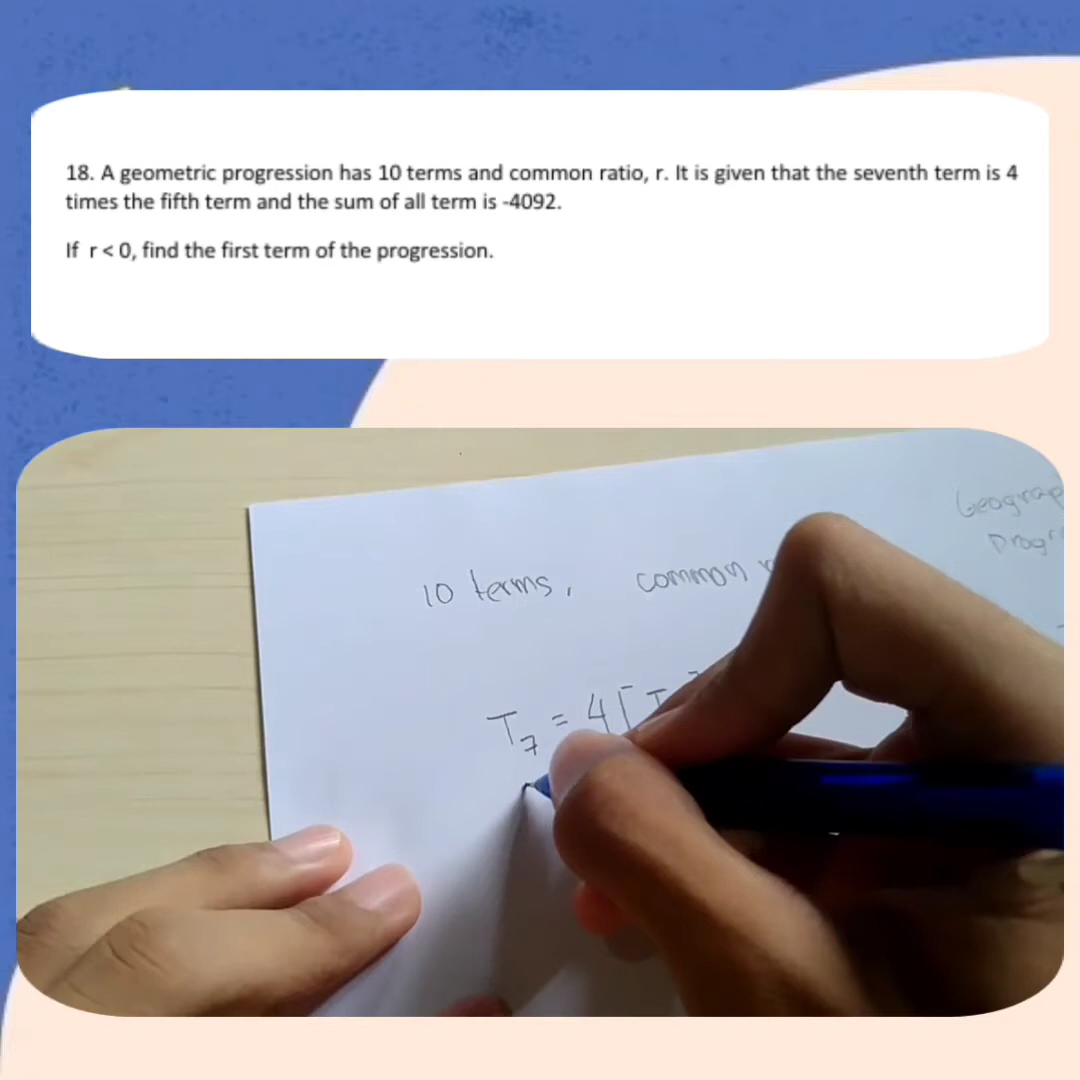 18. A geometric progression has 10 terms and common ratio, r. It is given that the seventh term is 4
times the fifth term and the sum of all term is -4092.
If r < 0, find the first term of the progression.
Geograp
Progr
10 terms, common
T₇ = 4[T